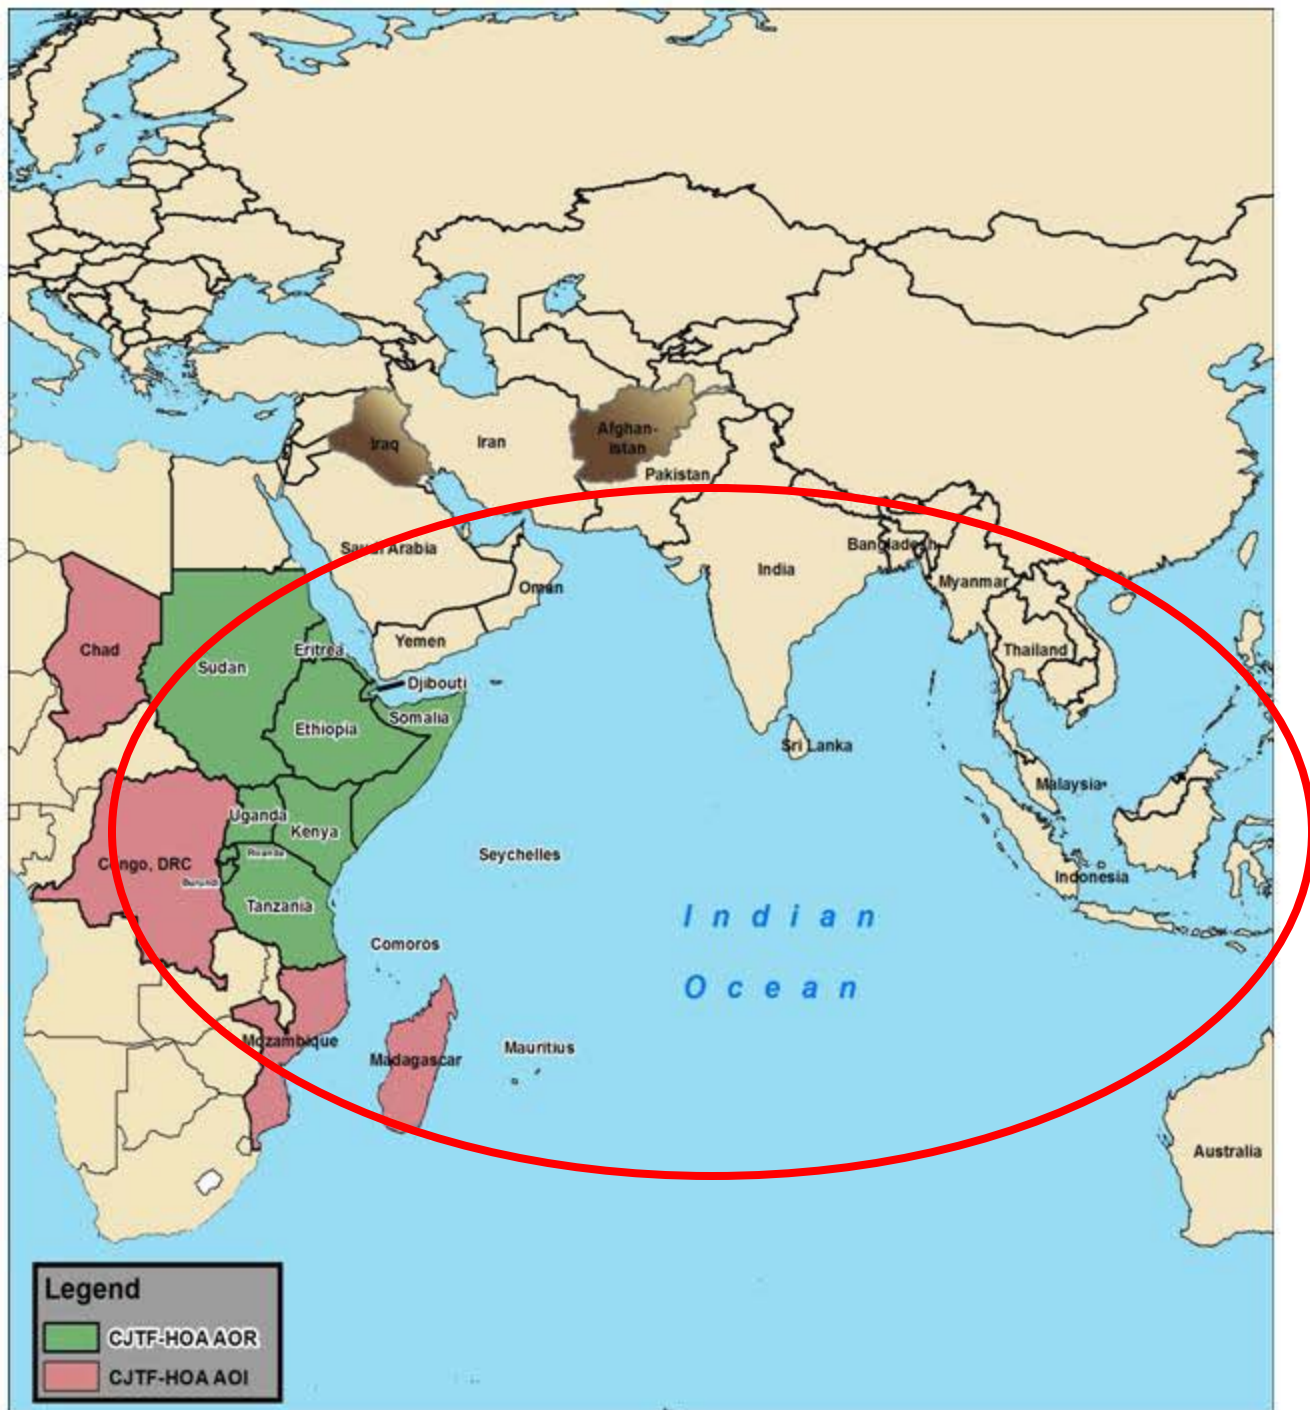 Iraq
Iran
Afghan-
istan
Pakistan
Saudi Arabia
Oman
Yemen
India
Bangladesh
Myanmar
Thailand
Chad
Sudan
Eritrea
Djibouti
Somalia
Ethiopia
Sri Lanka
Malaysia
Uganda
Kenya
Rwanda
Congo, DRC
Burundi
Seychelles
Indonesia
Tanzania
Indian
Ocean
Comoros
Mozambique
Madagascar
Mauritius
Australia
Legend
CJTF-HOA AOR
CJTF-HOA AOI